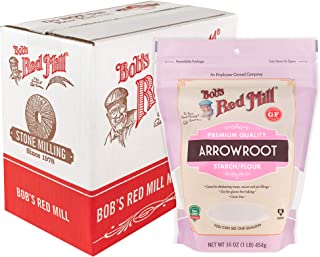 Bob's
Red Mill
STONE MILLING
Since 1978
BOB'S RED MILL M
Resealable Package
An Employee-Owned Company
Bob's
Red Mill
GF
PREMIUM QUALITY
ARROWROOT
STARCH/FLOUR
YOU CAN SEE OUR QUALITY
NET WT 16 OZ (1 LB) 454g